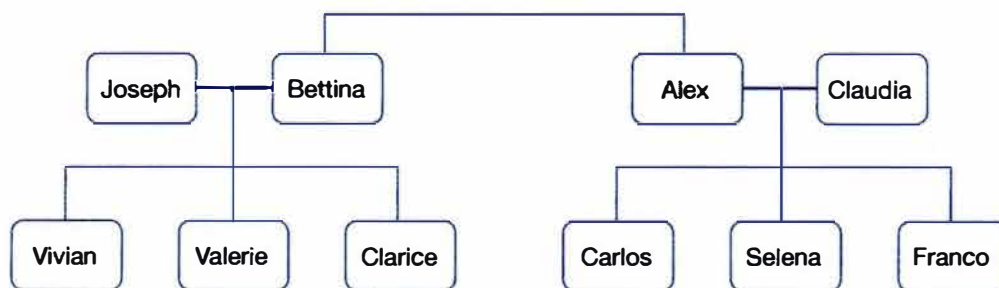 Joseph
Bettina
Alex
Claudia
Vivian
Valerie
Clarice
Carlos
Selena
Franco